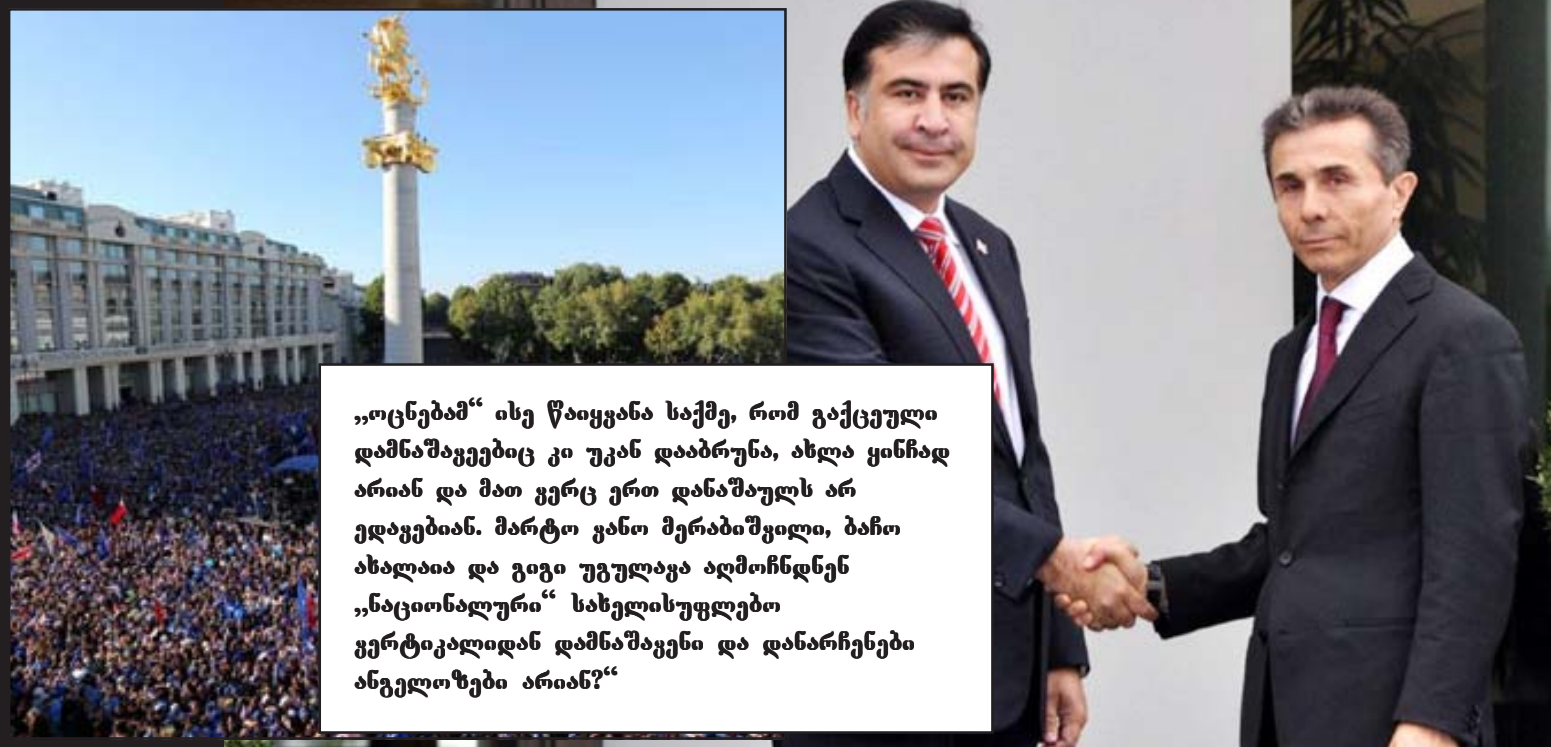 „ოცნებამ“ ისე წაიყვანა საქმე, რომ გაქცეული
დამნაშავეებიც კი უკან დააბრუნა, ახლა ყინჩად
არიან და მათ ვერც ერთ დანაშაულს არ
ედავებიან. მარტო ვანო მერაბიშვილი, ბაჩო
ახალაია და გიგი უგულავა აღმოჩნდნენ
„ნაციონალური“ სახელისუფლებო
ვერტიკალიდან დამნაშავენი და დანარჩენები
ანგელოზები არიან?“